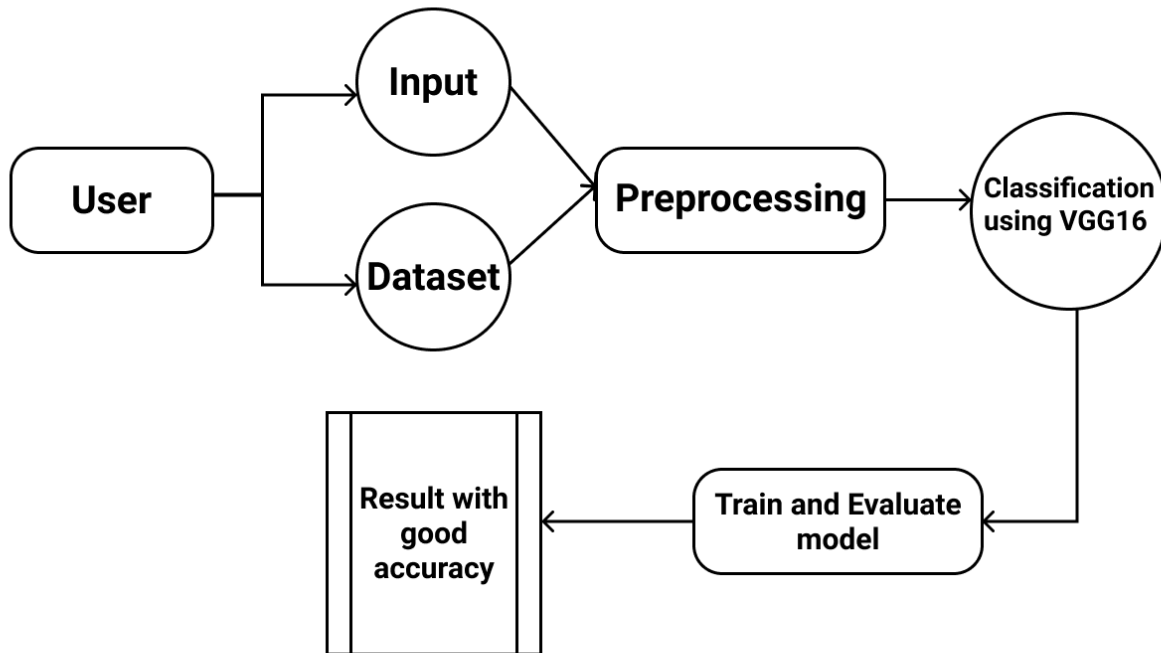 User
Input
Dataset
Preprocessing
Classification
using VGG16
Train and Evaluate
model
Result with
good
accuracy